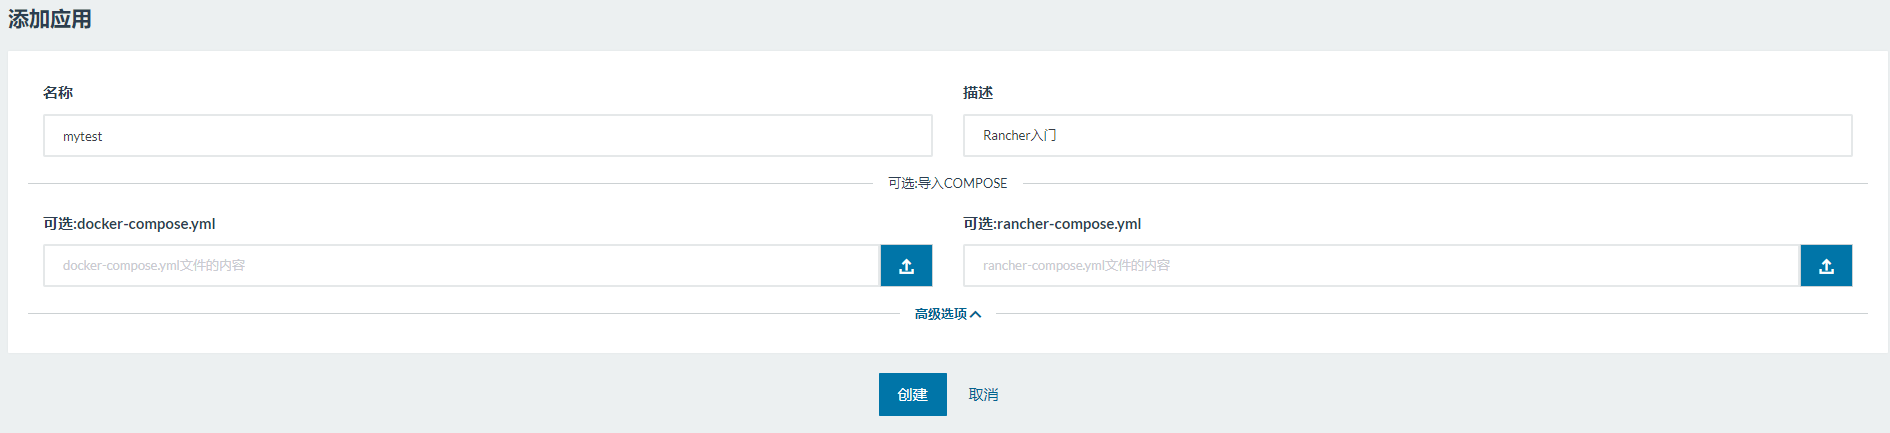 添加应用
名称
描述
mytest
Rancher入门
可选:导入COMPOSE
可选:docker-compose.yml
可选:rancher-compose.yml
docker-compose.yml文件的内容
rancher-compose.yml文件的内容
高级选项
创建
取消